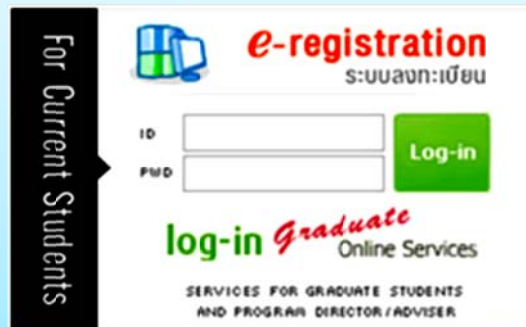 For Current Students
e-registration
ระบบลงทะเบียน
ID
PWD
Log-in
log-in Graduate
Online Services
SERVICES FOR GRADUATE STUDENTS
AND PROGRAM DIRECTOR/ADVISER